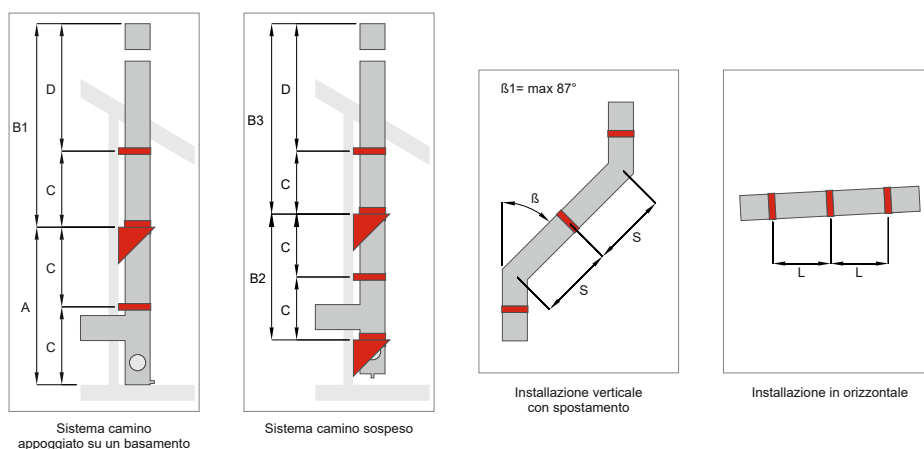 D
B1
C
C
A
C
Sistema camino
appoggiato su un basamento
D
B3
C
C
B2
C
Sistema camino sospeso
ß1= max 87°
ß
S
S
Installazione verticale
con spostamento
L
L
Installazione in orizzontale